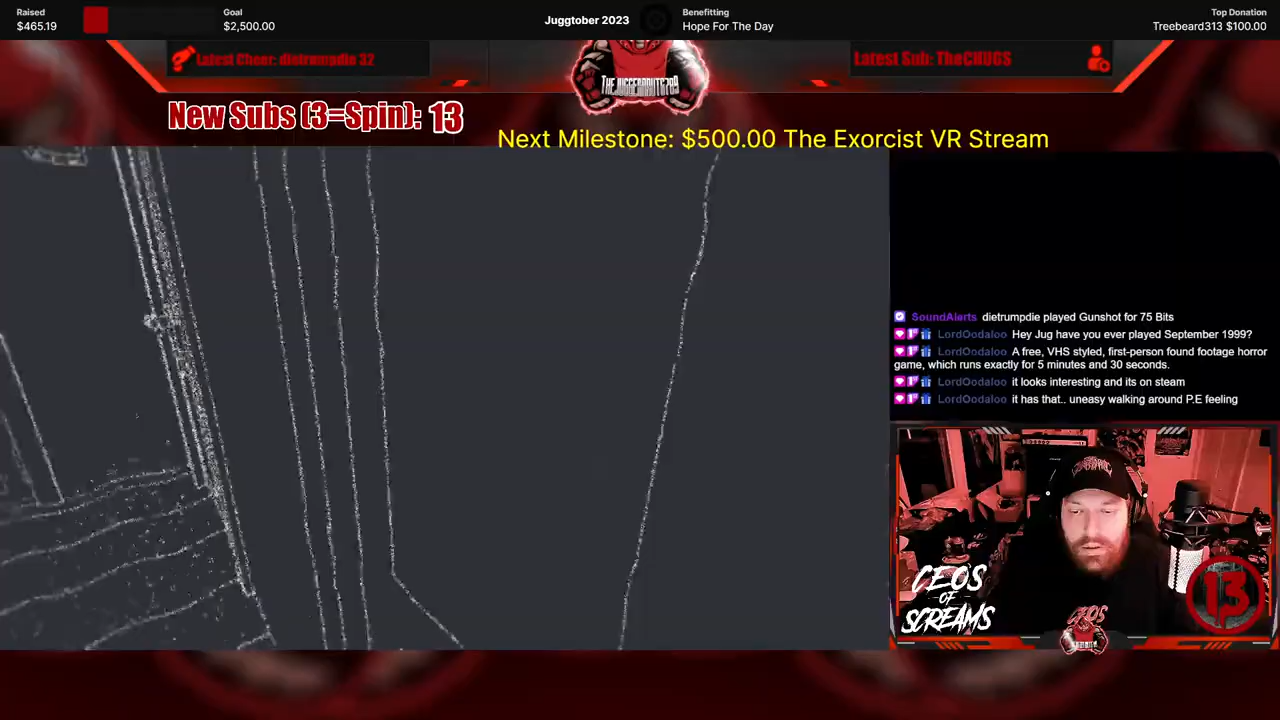 Raised
$465.19
Goal
$2,500.00
Juggtober 2023
Benefitting
Hope For The Day
Top Donation
Treebeard313 $100.00
Latest Cheer: dietrumpdie 32
THEJUGGERNAUT6789
Latest Sub: TheCHUGS
New Subs (3=Spin): 13
Next Milestone: $500.00 The Exorcist VR Stream
SoundAlerts dietrumpdie played Gunshot for 75 Bits
LordOodaloo Hey Jug have you ever played September 1999?
LordOodaloo A free, VHS styled, first-person found footage horror
game, which runs exactly for 5 minutes and 30 seconds.
LordOodaloo it looks interesting and its on steam
LordOodaloo it has that.. uneasy walking around P.E feeling
CEOS
OF
SCREAMS
13